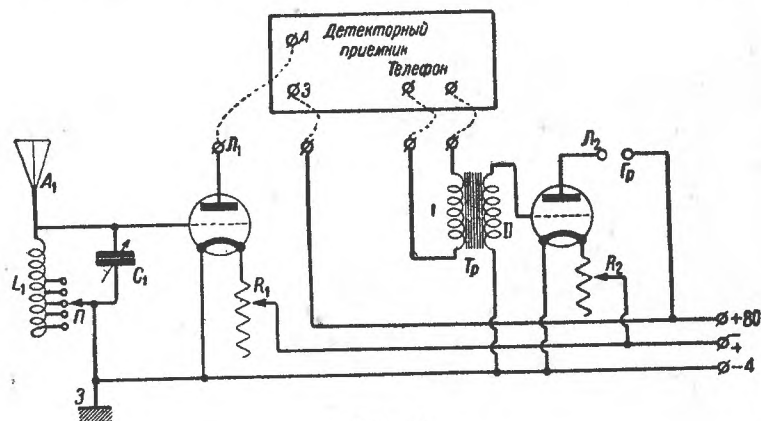 Детекторный
приемник
А
Телефон
З
Л₁
Л₂
Гр
А₁
I
II
Тр
L₁
C₁
П
R₁
R₂
З
+80
−4